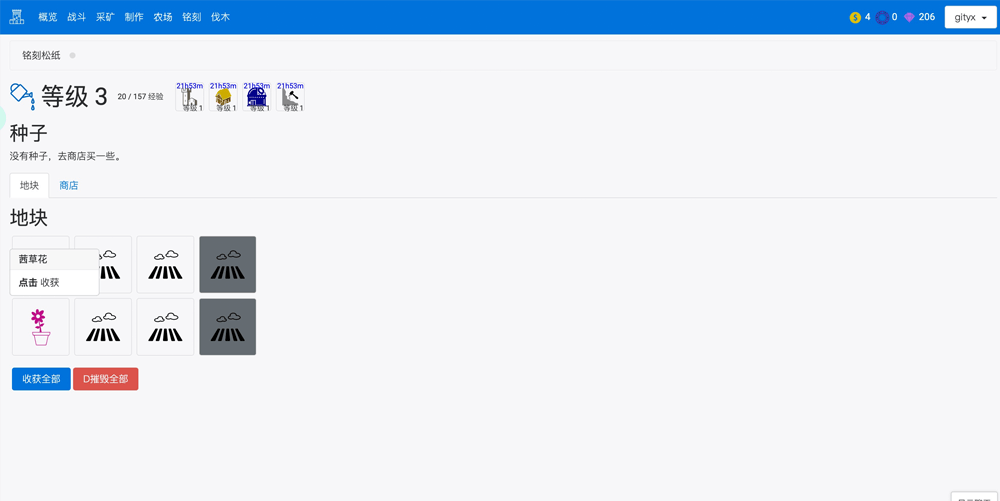 概览 战斗 采矿 制作 农场 铭刻 伐木 4 0 206 gityx
铭刻松纸
等级 3 20 / 157 经验
21h53m 21h53m 21h53m 21h53m
等级 1 等级 1 等级 1 等级 1
种子
没有种子，去商店买一些。
地块 商店
地块
茜草花
点击 收获
收获全部 D摧毁全部